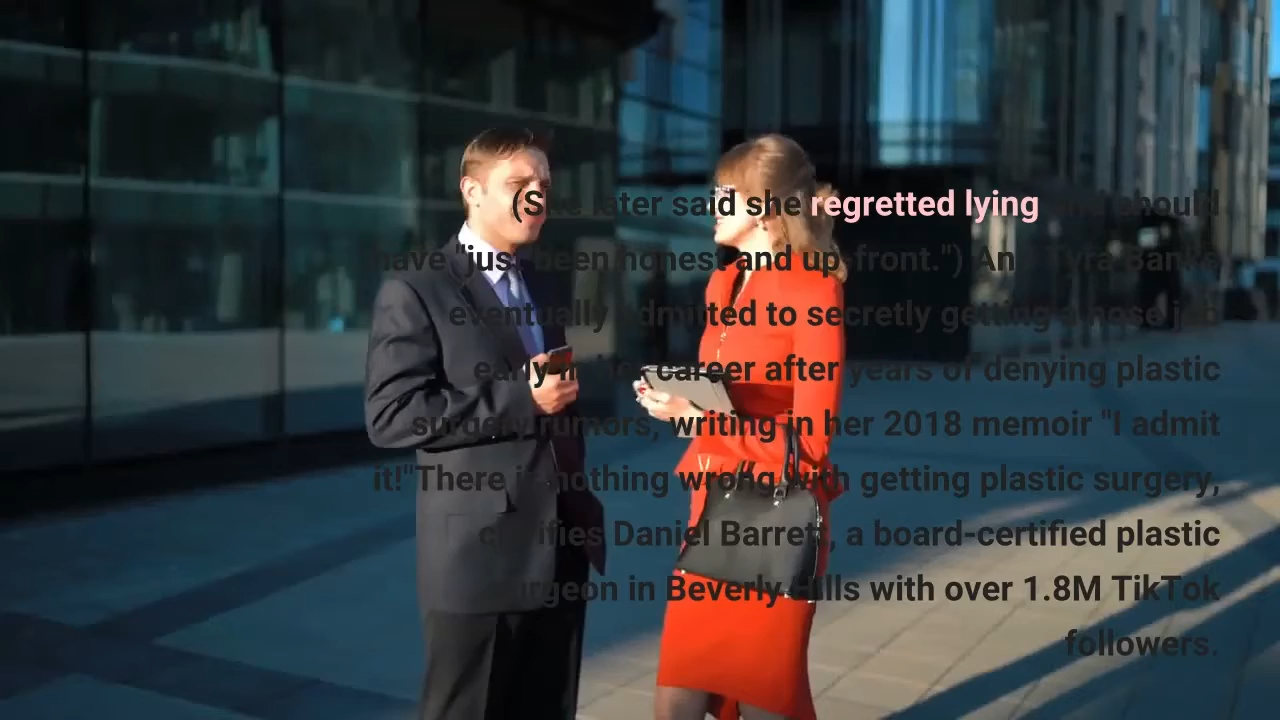 (She later said she regretted lying and should
have "just been honest and up-front.") And Tyra Banks
eventually admitted to secretly getting a nose job
early in her career after years of denying plastic
surgery rumors, writing in her 2018 memoir "I admit
it!"There is nothing wrong with getting plastic surgery,
clarifies Daniel Barrett, a board-certified plastic
surgeon in Beverly Hills with over 1.8M TikTok
followers.